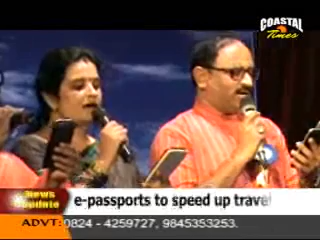 COASTAL
Times
News
Update
e-passports to speed up travel
ADVT: 0824 - 4259727, 9845353253.